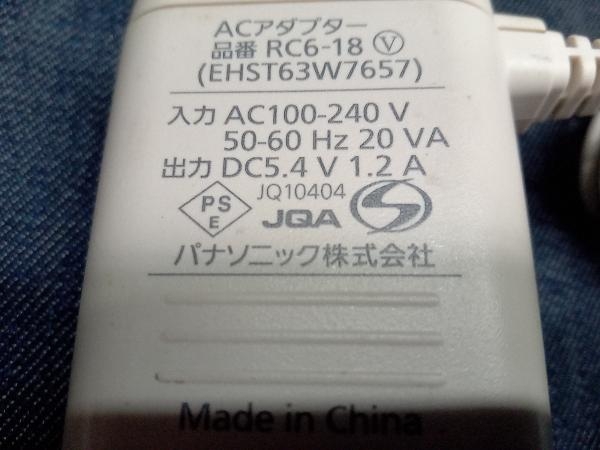 ACアダプター
品番 RC6-18 Ⓥ
(EHST63W7657)
入力 AC100-240 V
50-60 Hz 20 VA
出力 DC5.4 V 1.2 A
PS
E
JQ10404
JQA
パナソニック株式会社
Made in China